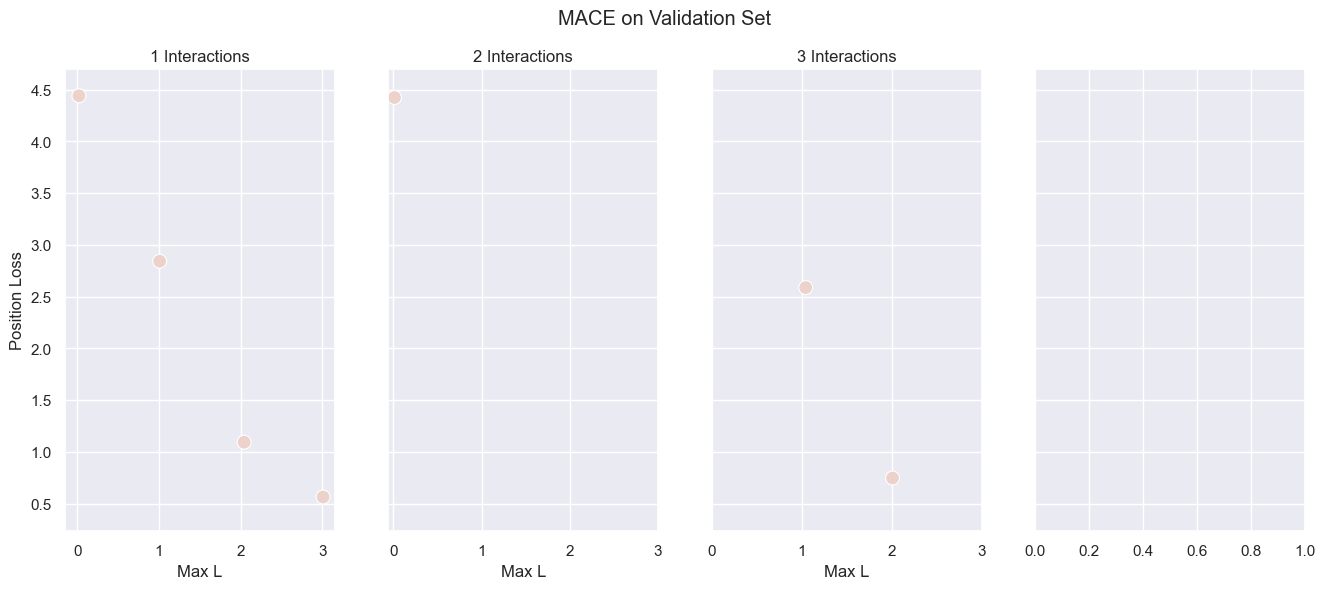 MACE on Validation Set
1 Interactions
2 Interactions
3 Interactions
Position Loss
4.5
4.0
3.5
3.0
2.5
2.0
1.5
1.0
0.5
0 1 2 3
0 1 2 3
0 1 2 3
0.0 0.2 0.4 0.6 0.8 1.0
Max L
Max L
Max L